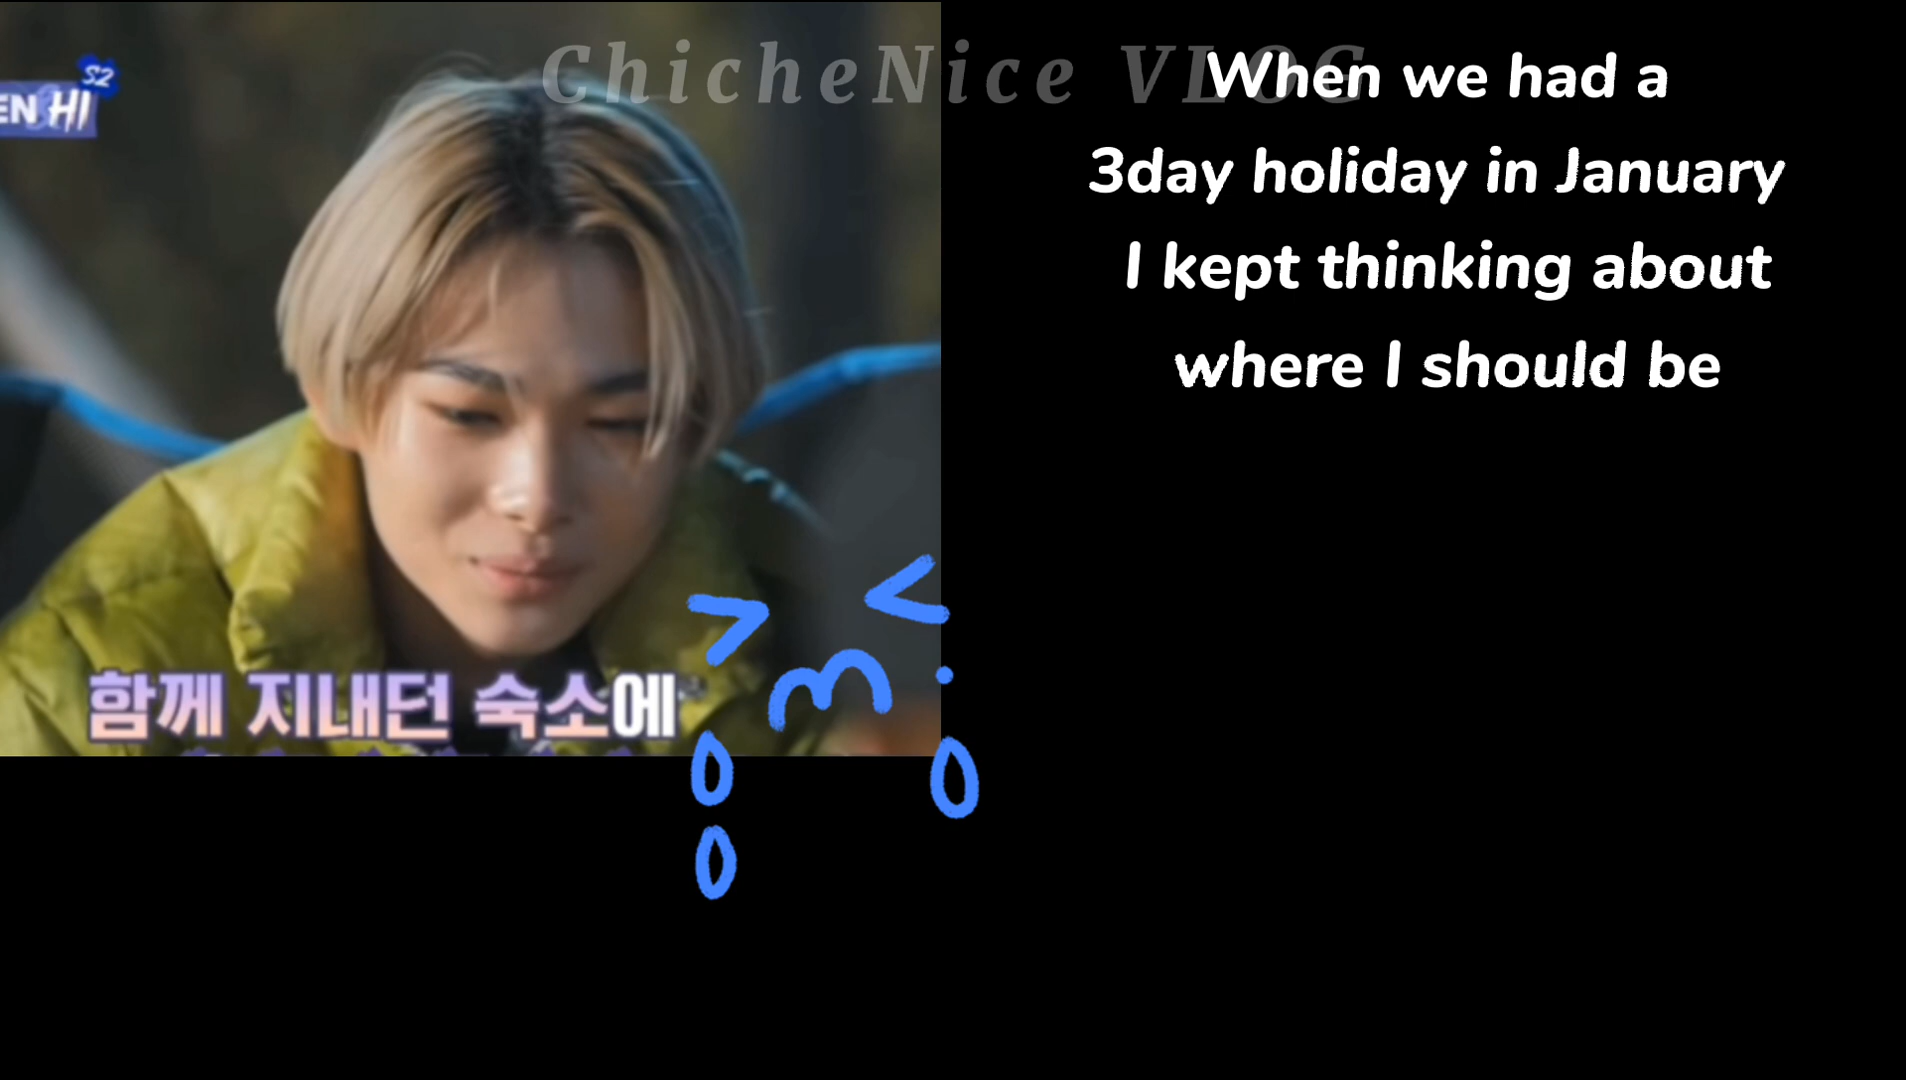 ChicheNice VLOG
S2
EN
HI
When we had a
3day holiday in January
I kept thinking about
where I should be
함께 지내던 숙소에